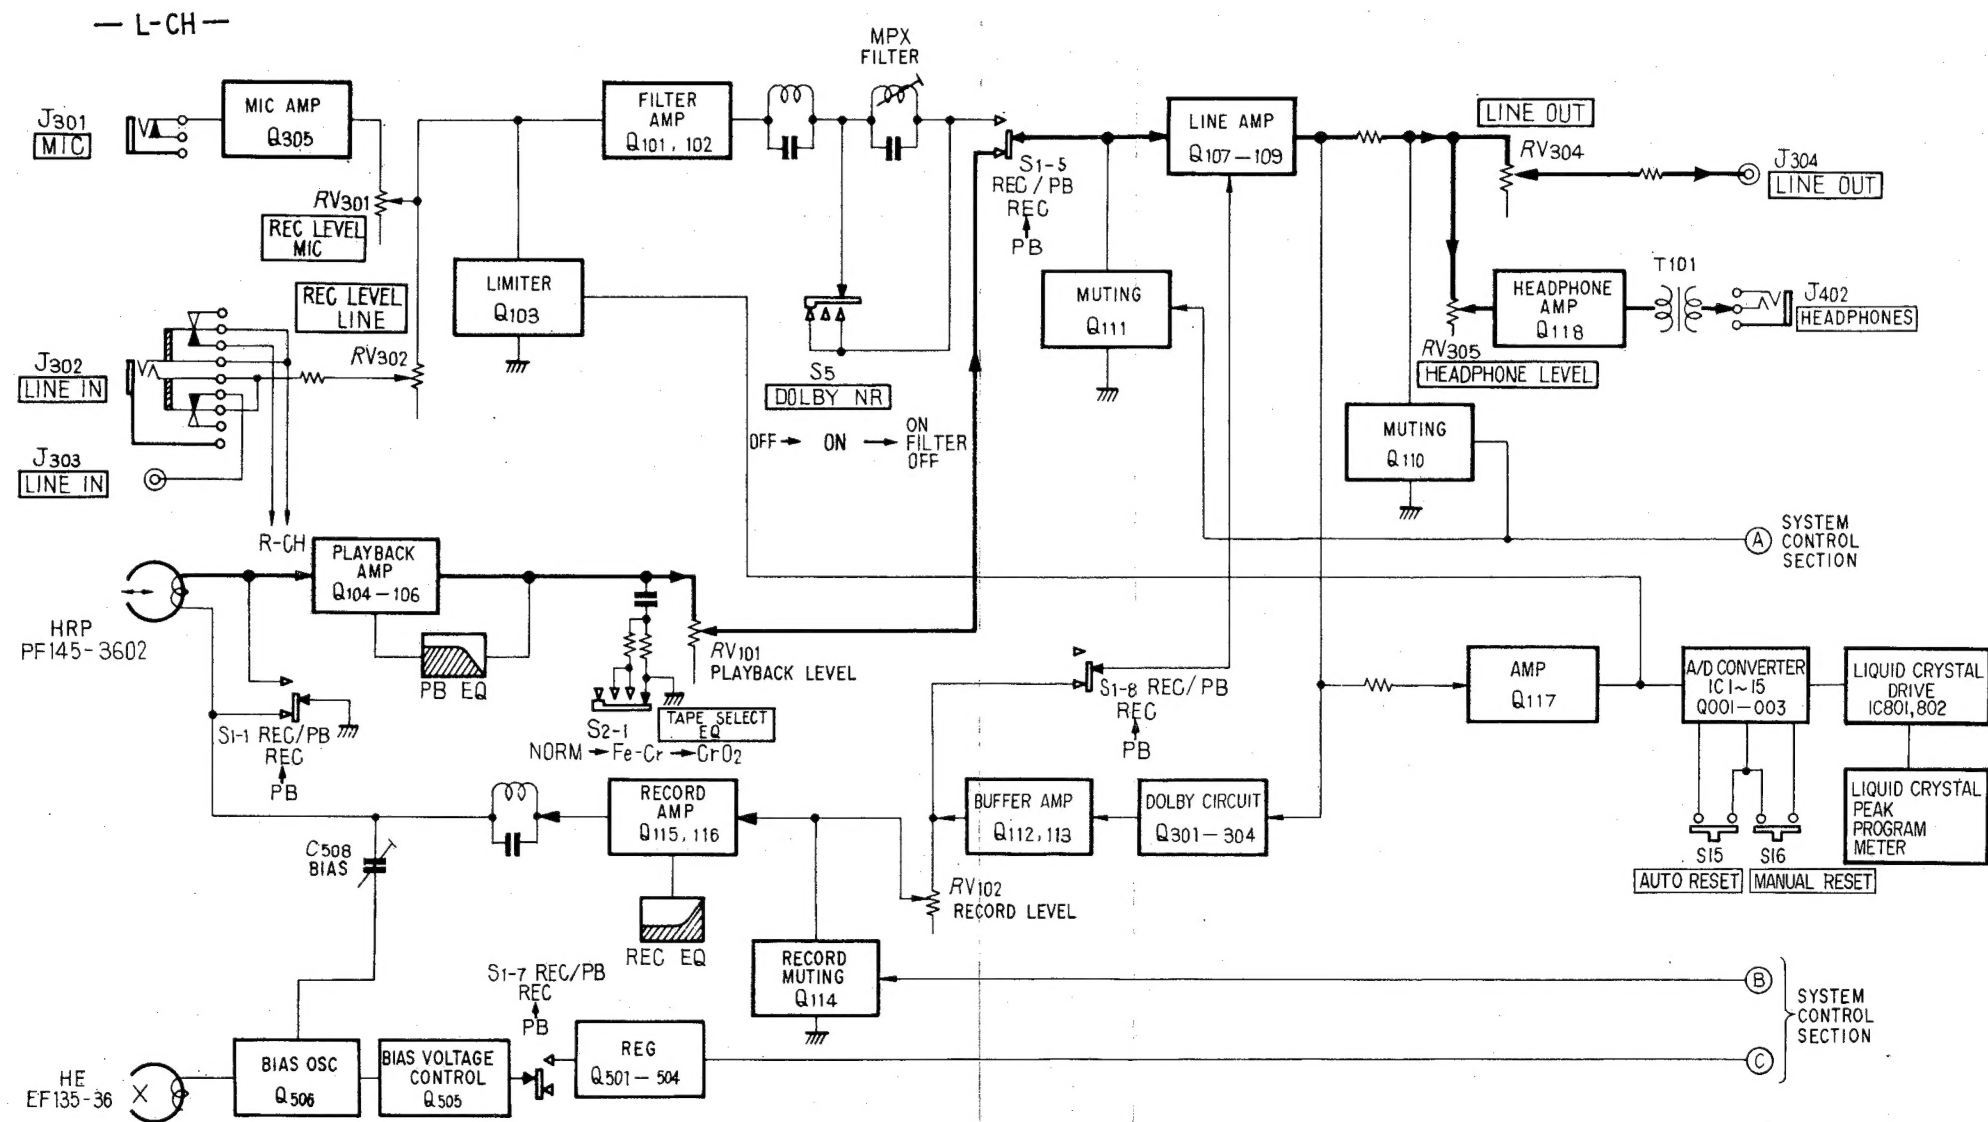 — L-CH —
J301
MIC
MIC AMP
Q305
RV301
REC LEVEL
MIC
FILTER
AMP
Q101, 102
MPX
FILTER
S1-5
REC / PB
REC
PB
LINE AMP
Q107—109
LINE OUT
RV304
J304
LINE OUT
LIMITER
Q103
REC LEVEL
LINE
RV302
J302
LINE IN
J303
LINE IN
R-CH
S5
DOLBY NR
OFF → ON → ON
FILTER
OFF
MUTING
Q111
HEADPHONE
AMP
Q118
T101
J402
HEADPHONES
RV305
HEADPHONE LEVEL
MUTING
Q110
A
SYSTEM
CONTROL
SECTION
HRP
PF145-3602
PLAYBACK
AMP
Q104—106
PB EQ
RV101
PLAYBACK LEVEL
S1-1 REC/PB
REC
PB
S2-1
TAPE SELECT
EQ
NORM → Fe-Cr → CrO2
S1-8 REC/PB
REC
PB
AMP
Q117
A/D CONVERTER
IC1~15
Q001—003
LIQUID CRYSTAL
DRIVE
IC801,802
LIQUID CRYSTAL
PEAK
PROGRAM
METER
S15
AUTO RESET
S16
MANUAL RESET
C508
BIAS
RECORD
AMP
Q115, 116
REC EQ
BUFFER AMP
Q112, 113
DOLBY CIRCUIT
Q301—304
RV102
RECORD LEVEL
RECORD
MUTING
Q114
B
SYSTEM
CONTROL
SECTION
C
S1-7 REC/PB
REC
PB
HE
EF135-36
BIAS OSC
Q506
BIAS VOLTAGE
CONTROL
Q505
REG
Q501—504